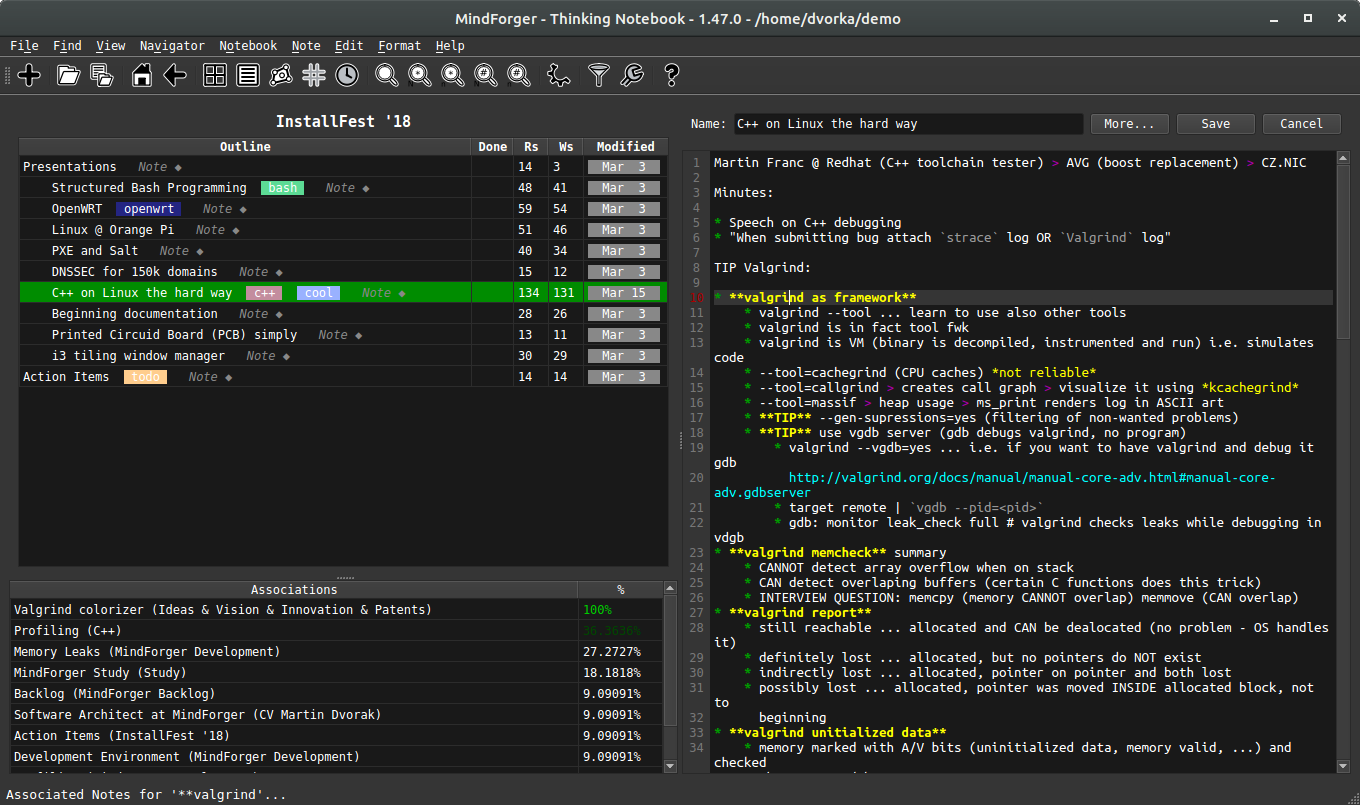 MindForger - Thinking Notebook - 1.47.0 - /home/dvorka/demo
File Find View Navigator Notebook Note Edit Format Help
InstallFest '18
Outline Done Rs Ws Modified
Presentations Note ◆ 14 3 Mar 3
Structured Bash Programming bash Note ◆ 48 41 Mar 3
OpenWRT openwrt Note ◆ 59 54 Mar 3
Linux @ Orange Pi Note ◆ 51 46 Mar 3
PXE and Salt Note ◆ 40 34 Mar 3
DNSSEC for 150k domains Note ◆ 15 12 Mar 3
C++ on Linux the hard way c++ cool Note ◆ 134 131 Mar 15
Beginning documentation Note ◆ 28 26 Mar 3
Printed Circuid Board (PCB) simply Note ◆ 13 11 Mar 3
i3 tiling window manager Note ◆ 30 29 Mar 3
Action Items todo Note ◆ 14 14 Mar 3
Associations %
Valgrind colorizer (Ideas & Vision & Innovation & Patents) 100%
Profiling (C++) 36.3636%
Memory Leaks (MindForger Development) 27.2727%
MindForger Study (Study) 18.1818%
Backlog (MindForger Backlog) 9.09091%
Software Architect at MindForger (CV Martin Dvorak) 9.09091%
Action Items (InstallFest '18) 9.09091%
Development Environment (MindForger Development) 9.09091%
Name: C++ on Linux the hard way More... Save Cancel
1 Martin Franc @ Redhat (C++ toolchain tester) > AVG (boost replacement) > CZ.NIC
2
3 Minutes:
4
5 * Speech on C++ debugging
6 * "When submitting bug attach `strace` log OR `Valgrind` log"
7
8 TIP Valgrind:
9
10 * **valgrind as framework**
11 * valgrind --tool ... learn to use also other tools
12 * valgrind is in fact tool fwk
13 * valgrind is VM (binary is decompiled, instrumented and run) i.e. simulates
code
14 * --tool=cachegrind (CPU caches) *not reliable*
15 * --tool=callgrind > creates call graph > visualize it using *kcachegrind*
16 * --tool=massif > heap usage > ms_print renders log in ASCII art
17 * **TIP** --gen-supressions=yes (filtering of non-wanted problems)
18 * **TIP** use vgdb server (gdb debugs valgrind, no program)
19 * valgrind --vgdb=yes ... i.e. if you want to have valgrind and debug it
gdb
20 http://valgrind.org/docs/manual/manual-core-adv.html#manual-core-
adv.gdbserver
21 * target remote | `vgdb --pid=<pid>`
22 * gdb: monitor leak_check full # valgrind checks leaks while debugging in
vdgb
23 * **valgrind memcheck** summary
24 * CANNOT detect array overflow when on stack
25 * CAN detect overlaping buffers (certain C functions does this trick)
26 * INTERVIEW QUESTION: memcpy (memory CANNOT overlap) memmove (CAN overlap)
27 * **valgrind report**
28 * still reachable ... allocated and CAN be dealocated (no problem - OS handles
it)
29 * definitely lost ... allocated, but no pointers do NOT exist
30 * indirectly lost ... allocated, pointer on pointer and both lost
31 * possibly lost ... allocated, pointer was moved INSIDE allocated block, not
to
32 beginning
33 * **valgrind unitialized data**
34 * memory marked with A/V bits (uninitialized data, memory valid, ...) and
checked
Associated Notes for '**valgrind'...